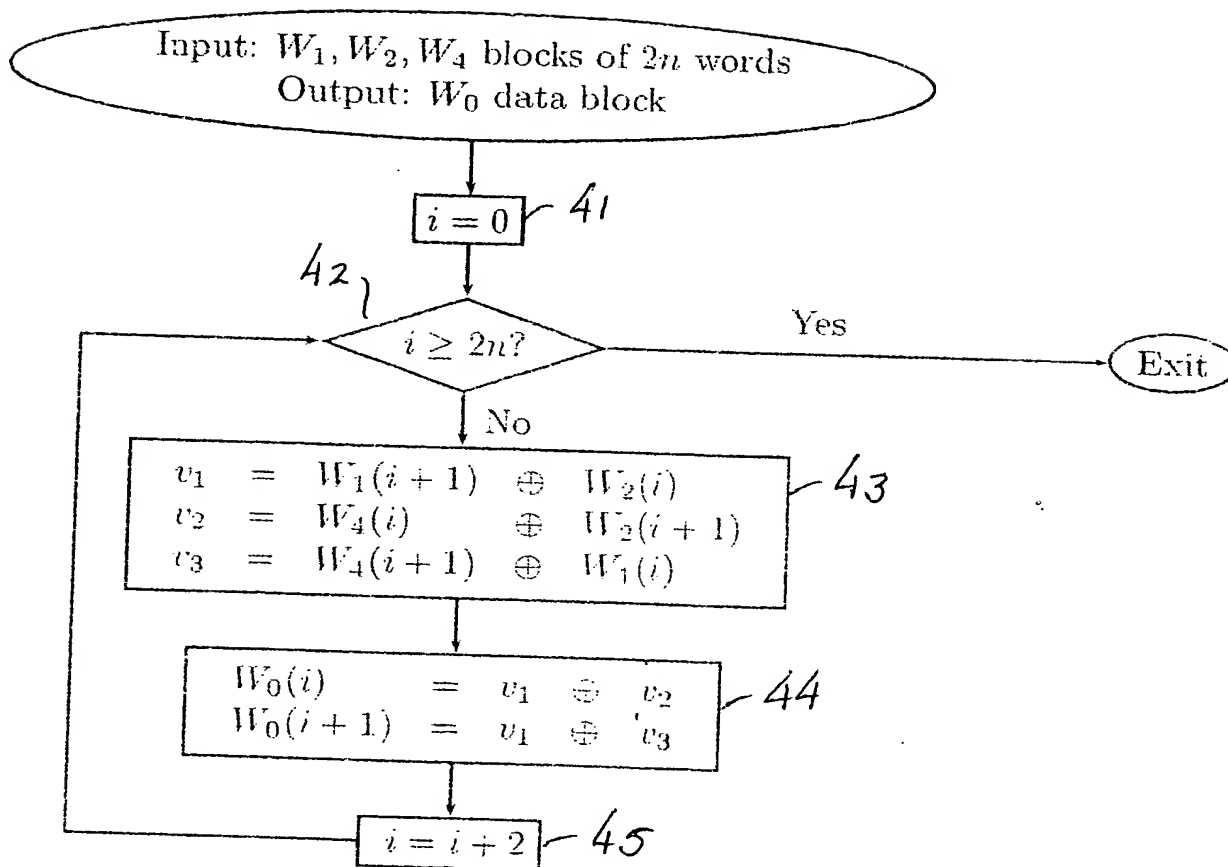 Input: W₁, W₂, W₄ blocks of 2n words
Output: W₀ data block
i = 0
41
42
i ≥ 2n?
Yes
Exit
No
v₁ = W₁(i + 1) ⊕ W₂(i)
v₂ = W₄(i) ⊕ W₂(i + 1)
v₃ = W₄(i + 1) ⊕ W₁(i)
43
W₀(i) = v₁ ⊕ v₂
W₀(i + 1) = v₁ ⊕ v₃
44
i = i + 2
45